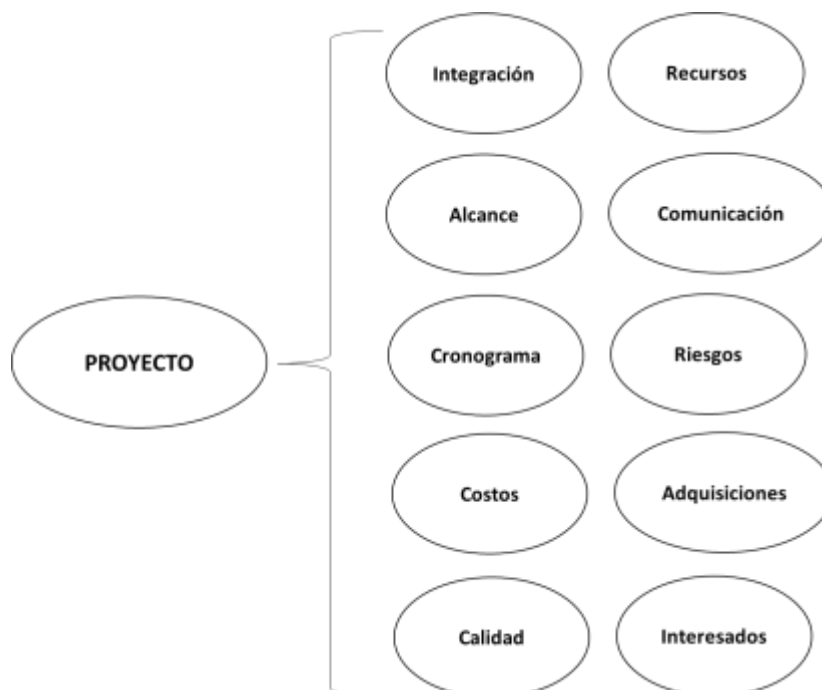 PROYECTO
Integración
Recursos
Alcance
Comunicación
Cronograma
Riesgos
Costos
Adquisiciones
Calidad
Interesados